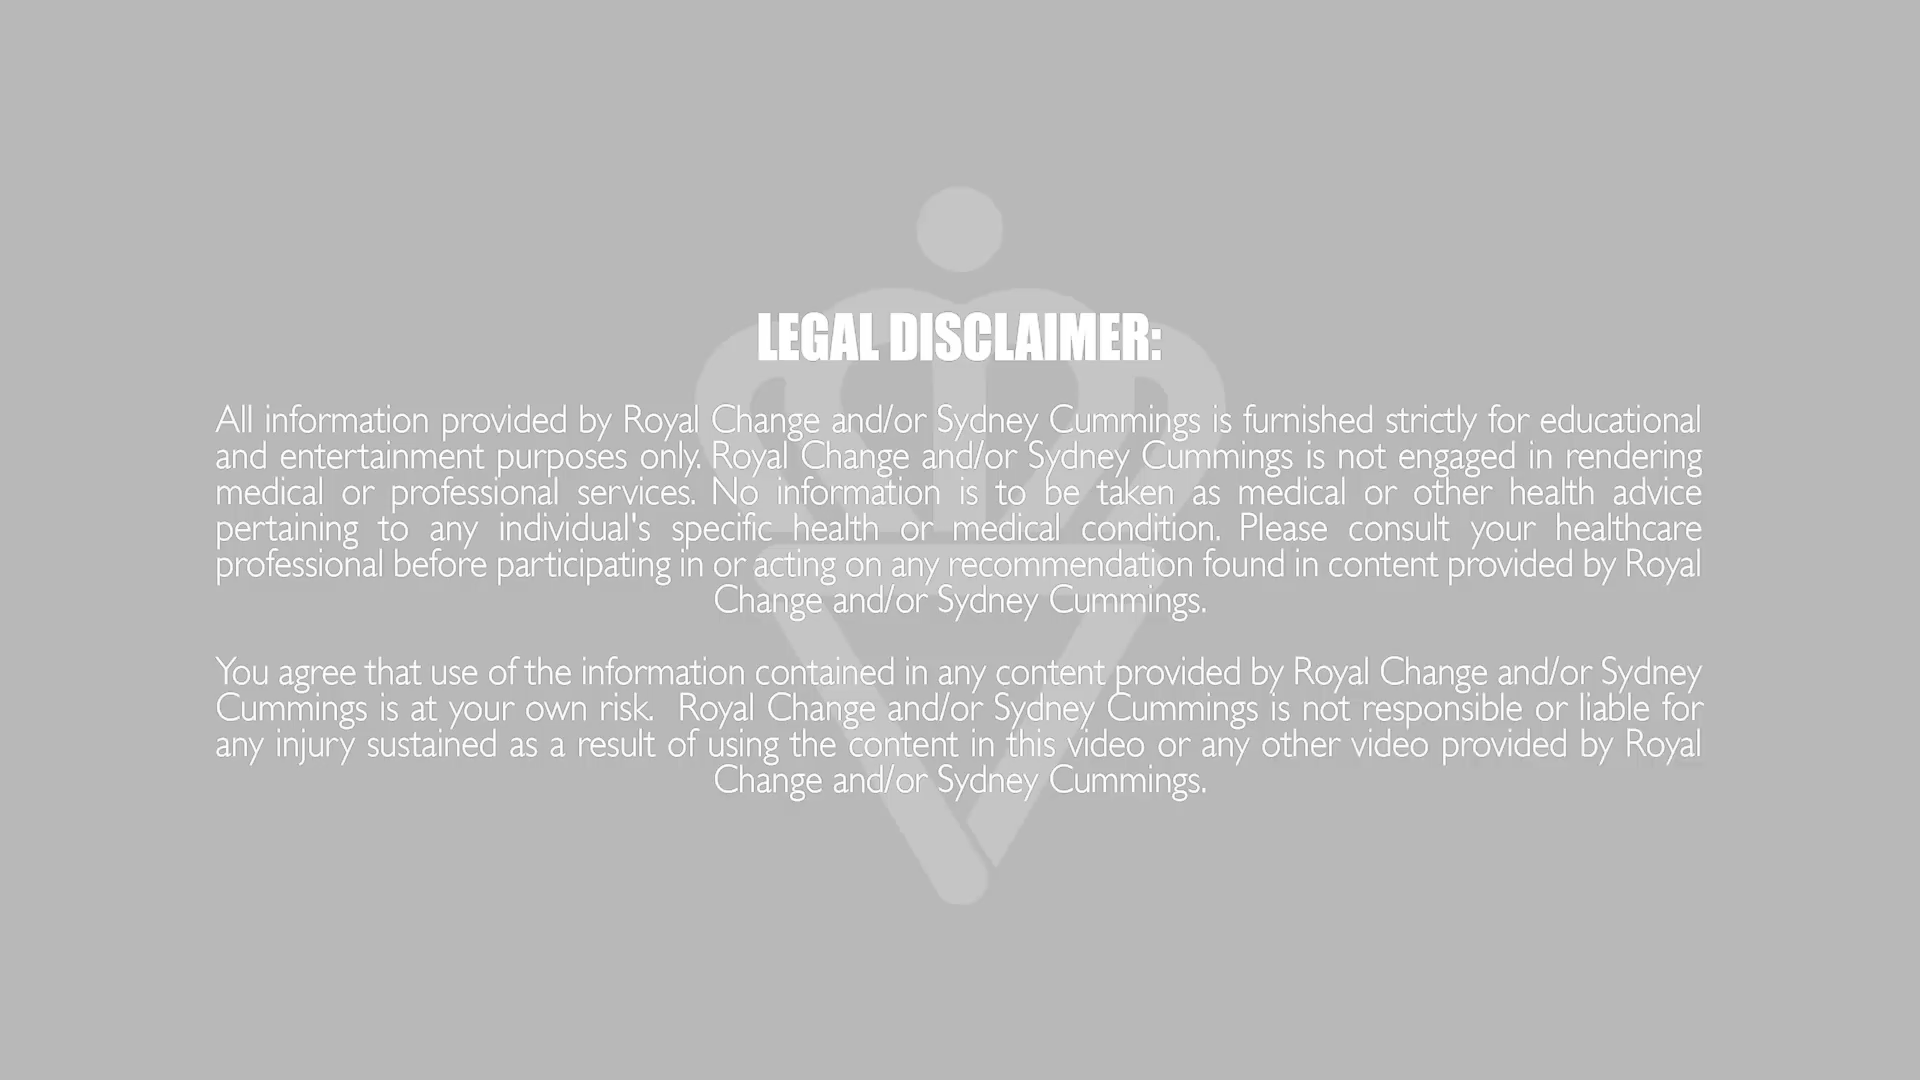 LEGAL DISCLAIMER:
All information provided by Royal Change and/or Sydney Cummings is furnished strictly for educational
and entertainment purposes only. Royal Change and/or Sydney Cummings is not engaged in rendering
medical or professional services. No information is to be taken as medical or other health advice
pertaining to any individual's specific health or medical condition. Please consult your healthcare
professional before participating in or acting on any recommendation found in content provided by Royal
Change and/or Sydney Cummings.
You agree that use of the information contained in any content provided by Royal Change and/or Sydney
Cummings is at your own risk.  Royal Change and/or Sydney Cummings is not responsible or liable for
any injury sustained as a result of using the content in this video or any other video provided by Royal
Change and/or Sydney Cummings.